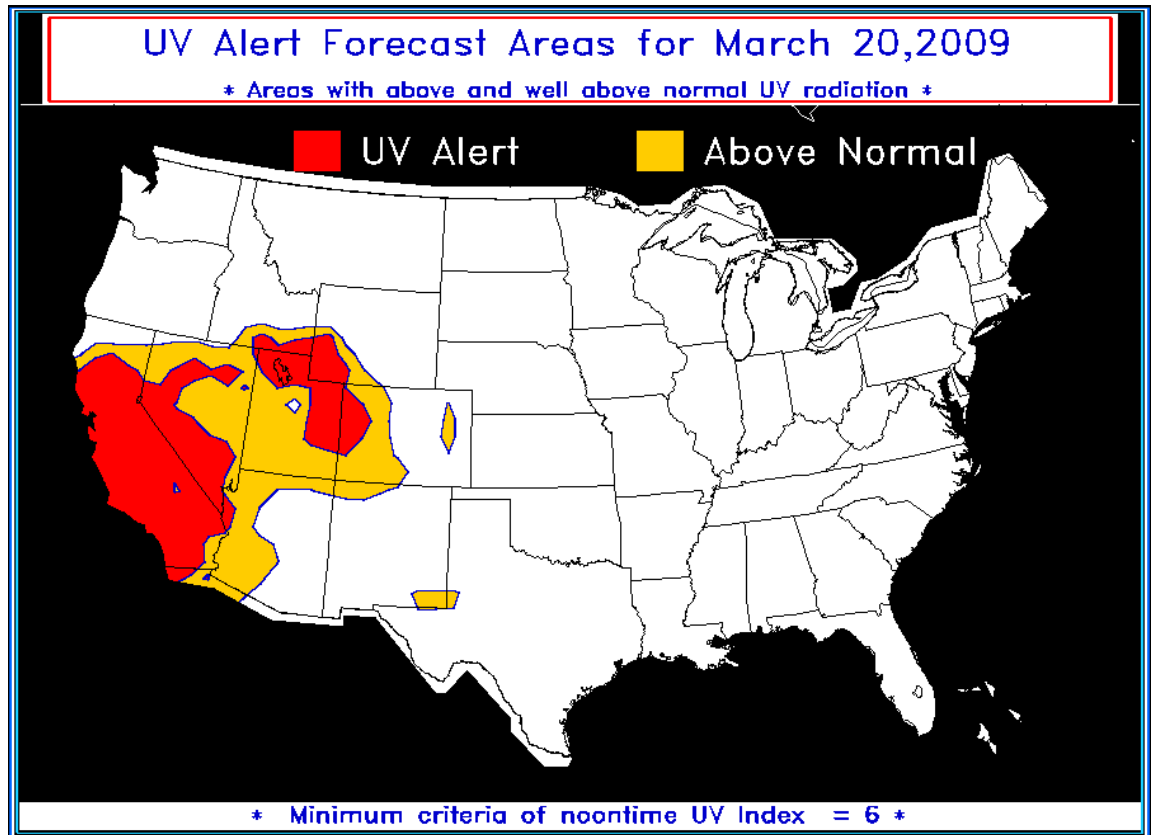 UV Alert Forecast Areas for March 20,2009
* Areas with above and well above normal UV radiation *
UV Alert
Above Normal
* Minimum criteria of noontime UV Index = 6 *